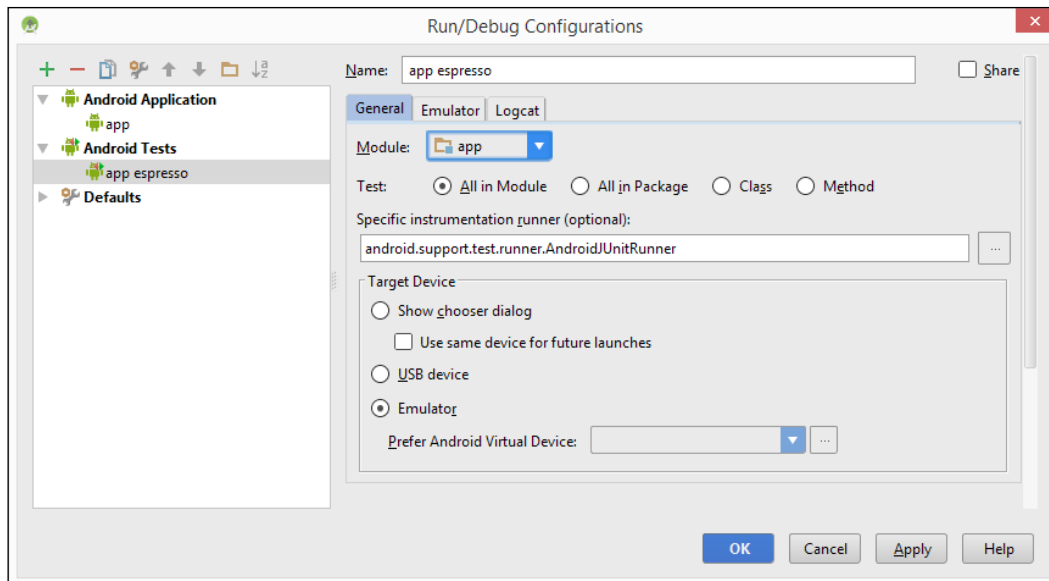 Run/Debug Configurations
Android Application
app
Android Tests
app espresso
Defaults
Name: app espresso Share
General Emulator Logcat
Module: app
Test: All in Module All in Package Class Method
Specific instrumentation runner (optional):
android.support.test.runner.AndroidJUnitRunner ...
Target Device
Show chooser dialog
Use same device for future launches
USB device
Emulator
Prefer Android Virtual Device: ...
OK Cancel Apply Help